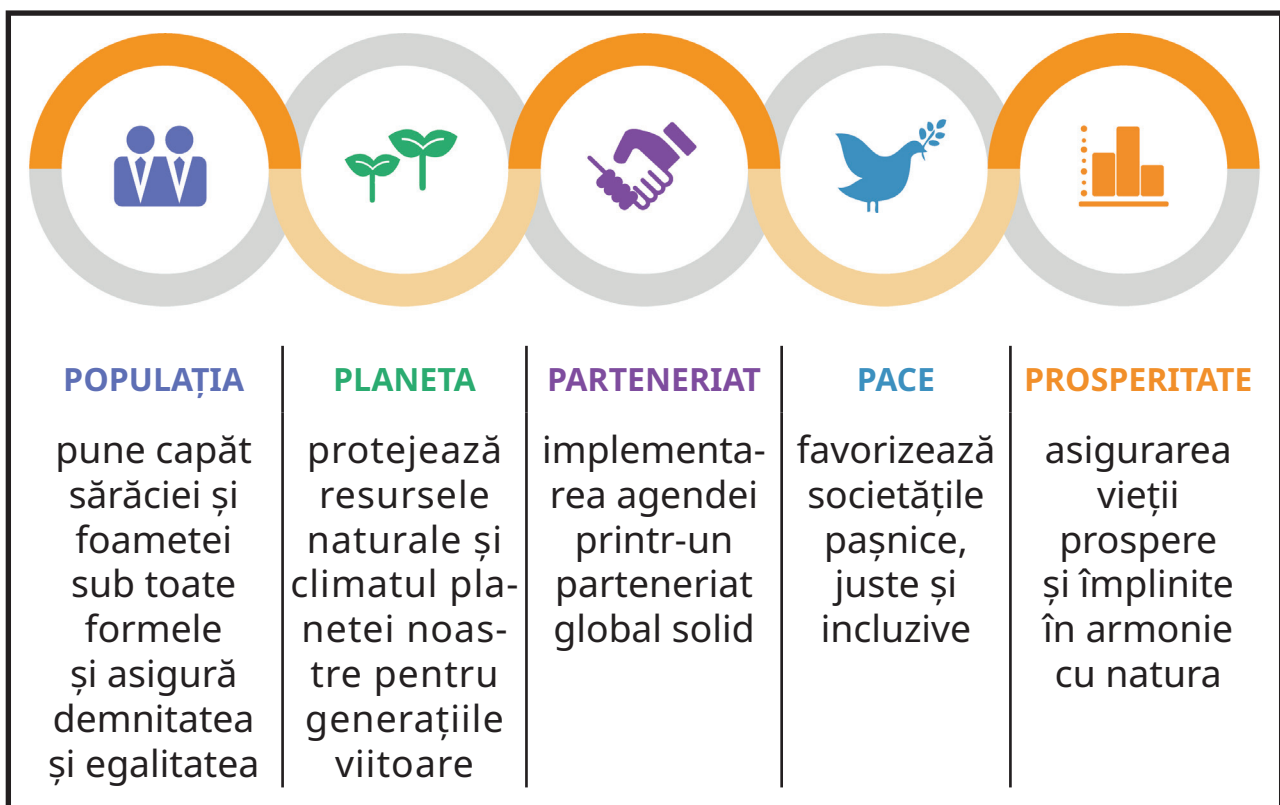 POPULAȚIA
pune capăt
sărăciei și
foametei
sub toate
formele
și asigură
demnitatea
și egalitatea
PLANETA
protejează
resursele
naturale și
climatul pla-
netei noas-
tre pentru
generațiile
viitoare
PARTENERIAT
implementa-
rea agendei
printr-un
parteneriat
global solid
PACE
favorizează
societățile
pașnice,
juste și
incluzive
PROSPERITATE
asigurarea
vieții
prospere
și împlinite
în armonie
cu natura